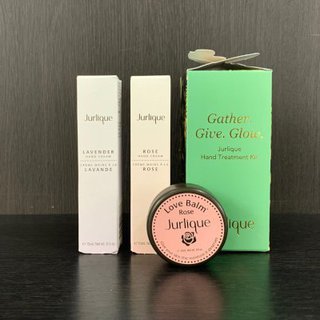 Jurlique
LAVENDER
HAND CREAM
CRÈME MAINS À LA
LAVANDE
Jurlique
ROSE
HAND CREAM
CRÈME MAINS À LA
ROSE
Gather.
Give. Glow.
Jurlique
Hand Treatment Kit
Jurlique
Love Balm
Rose
Jurlique